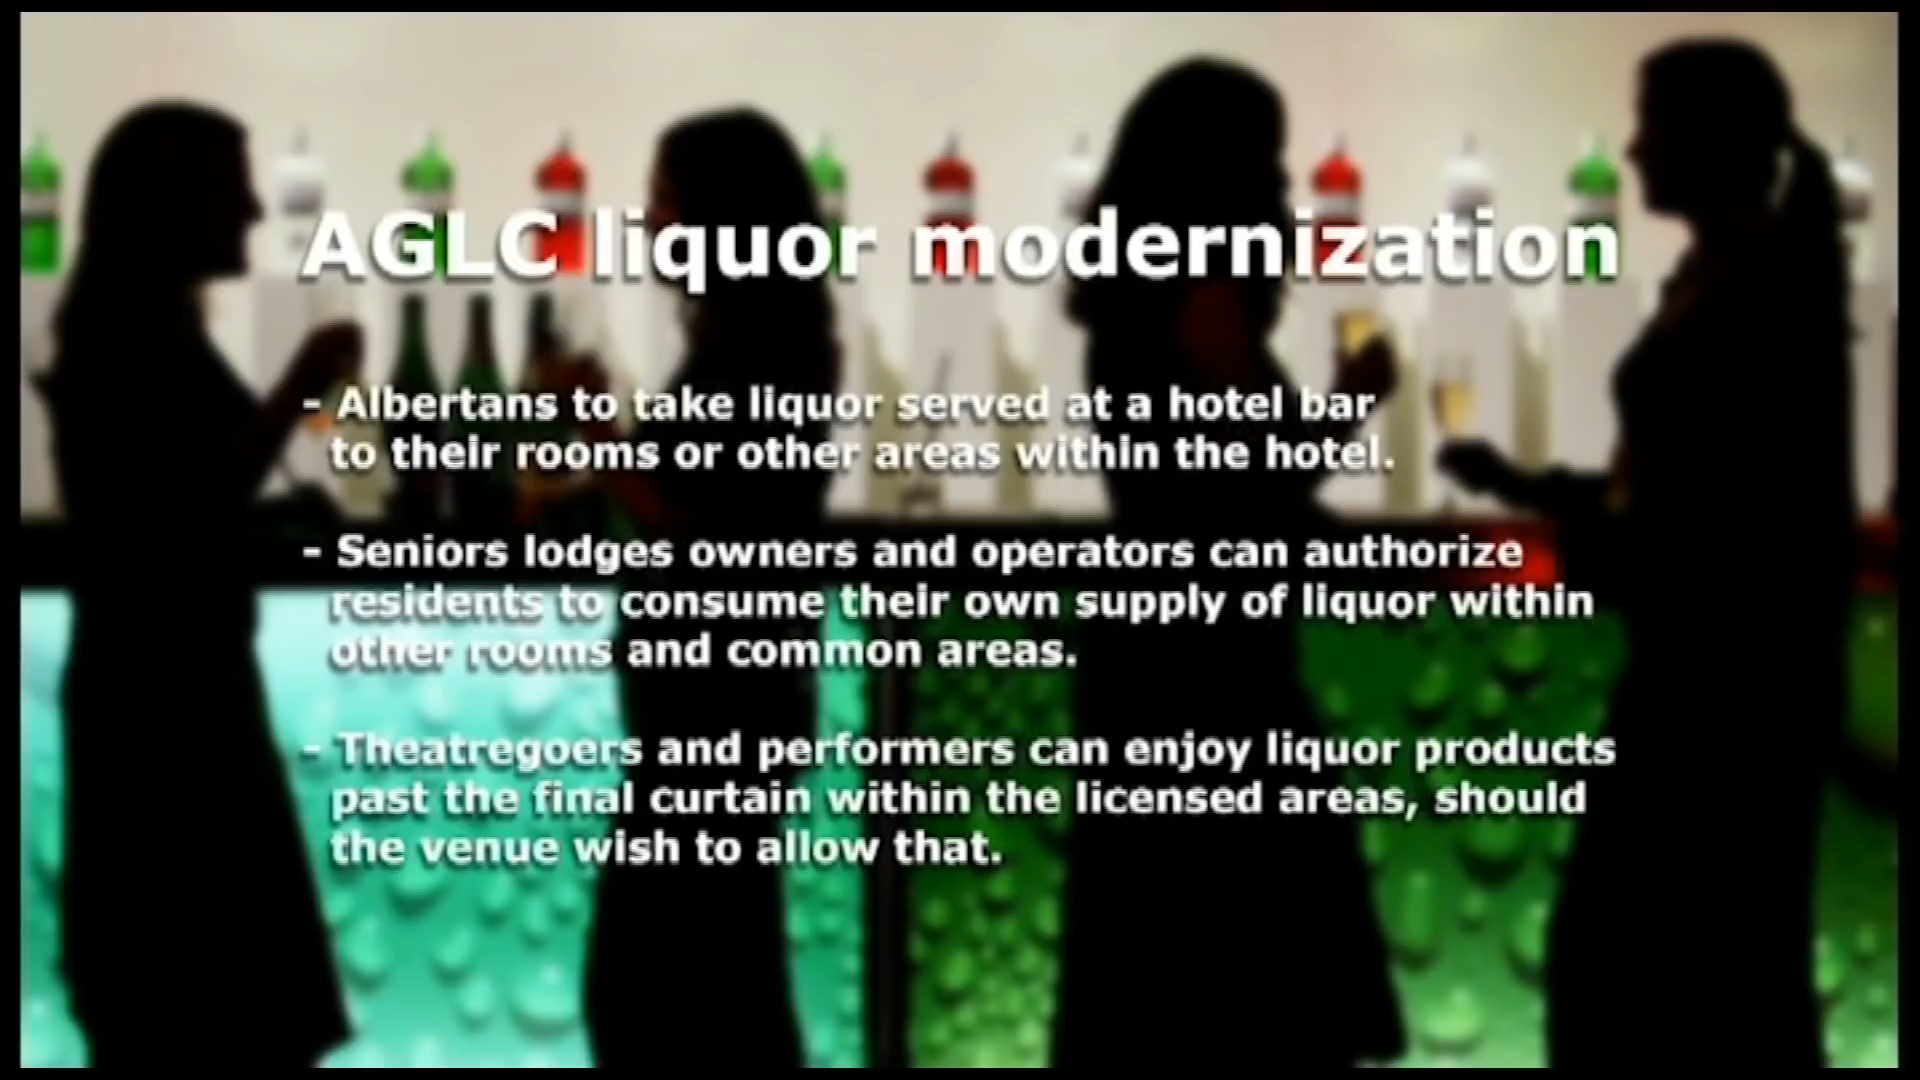 AGLC liquor modernization
- Albertans to take liquor served at a hotel bar
to their rooms or other areas within the hotel.
- Seniors lodges owners and operators can authorize
residents to consume their own supply of liquor within
other rooms and common areas.
- Theatregoers and performers can enjoy liquor products
past the final curtain within the licensed areas, should
the venue wish to allow that.